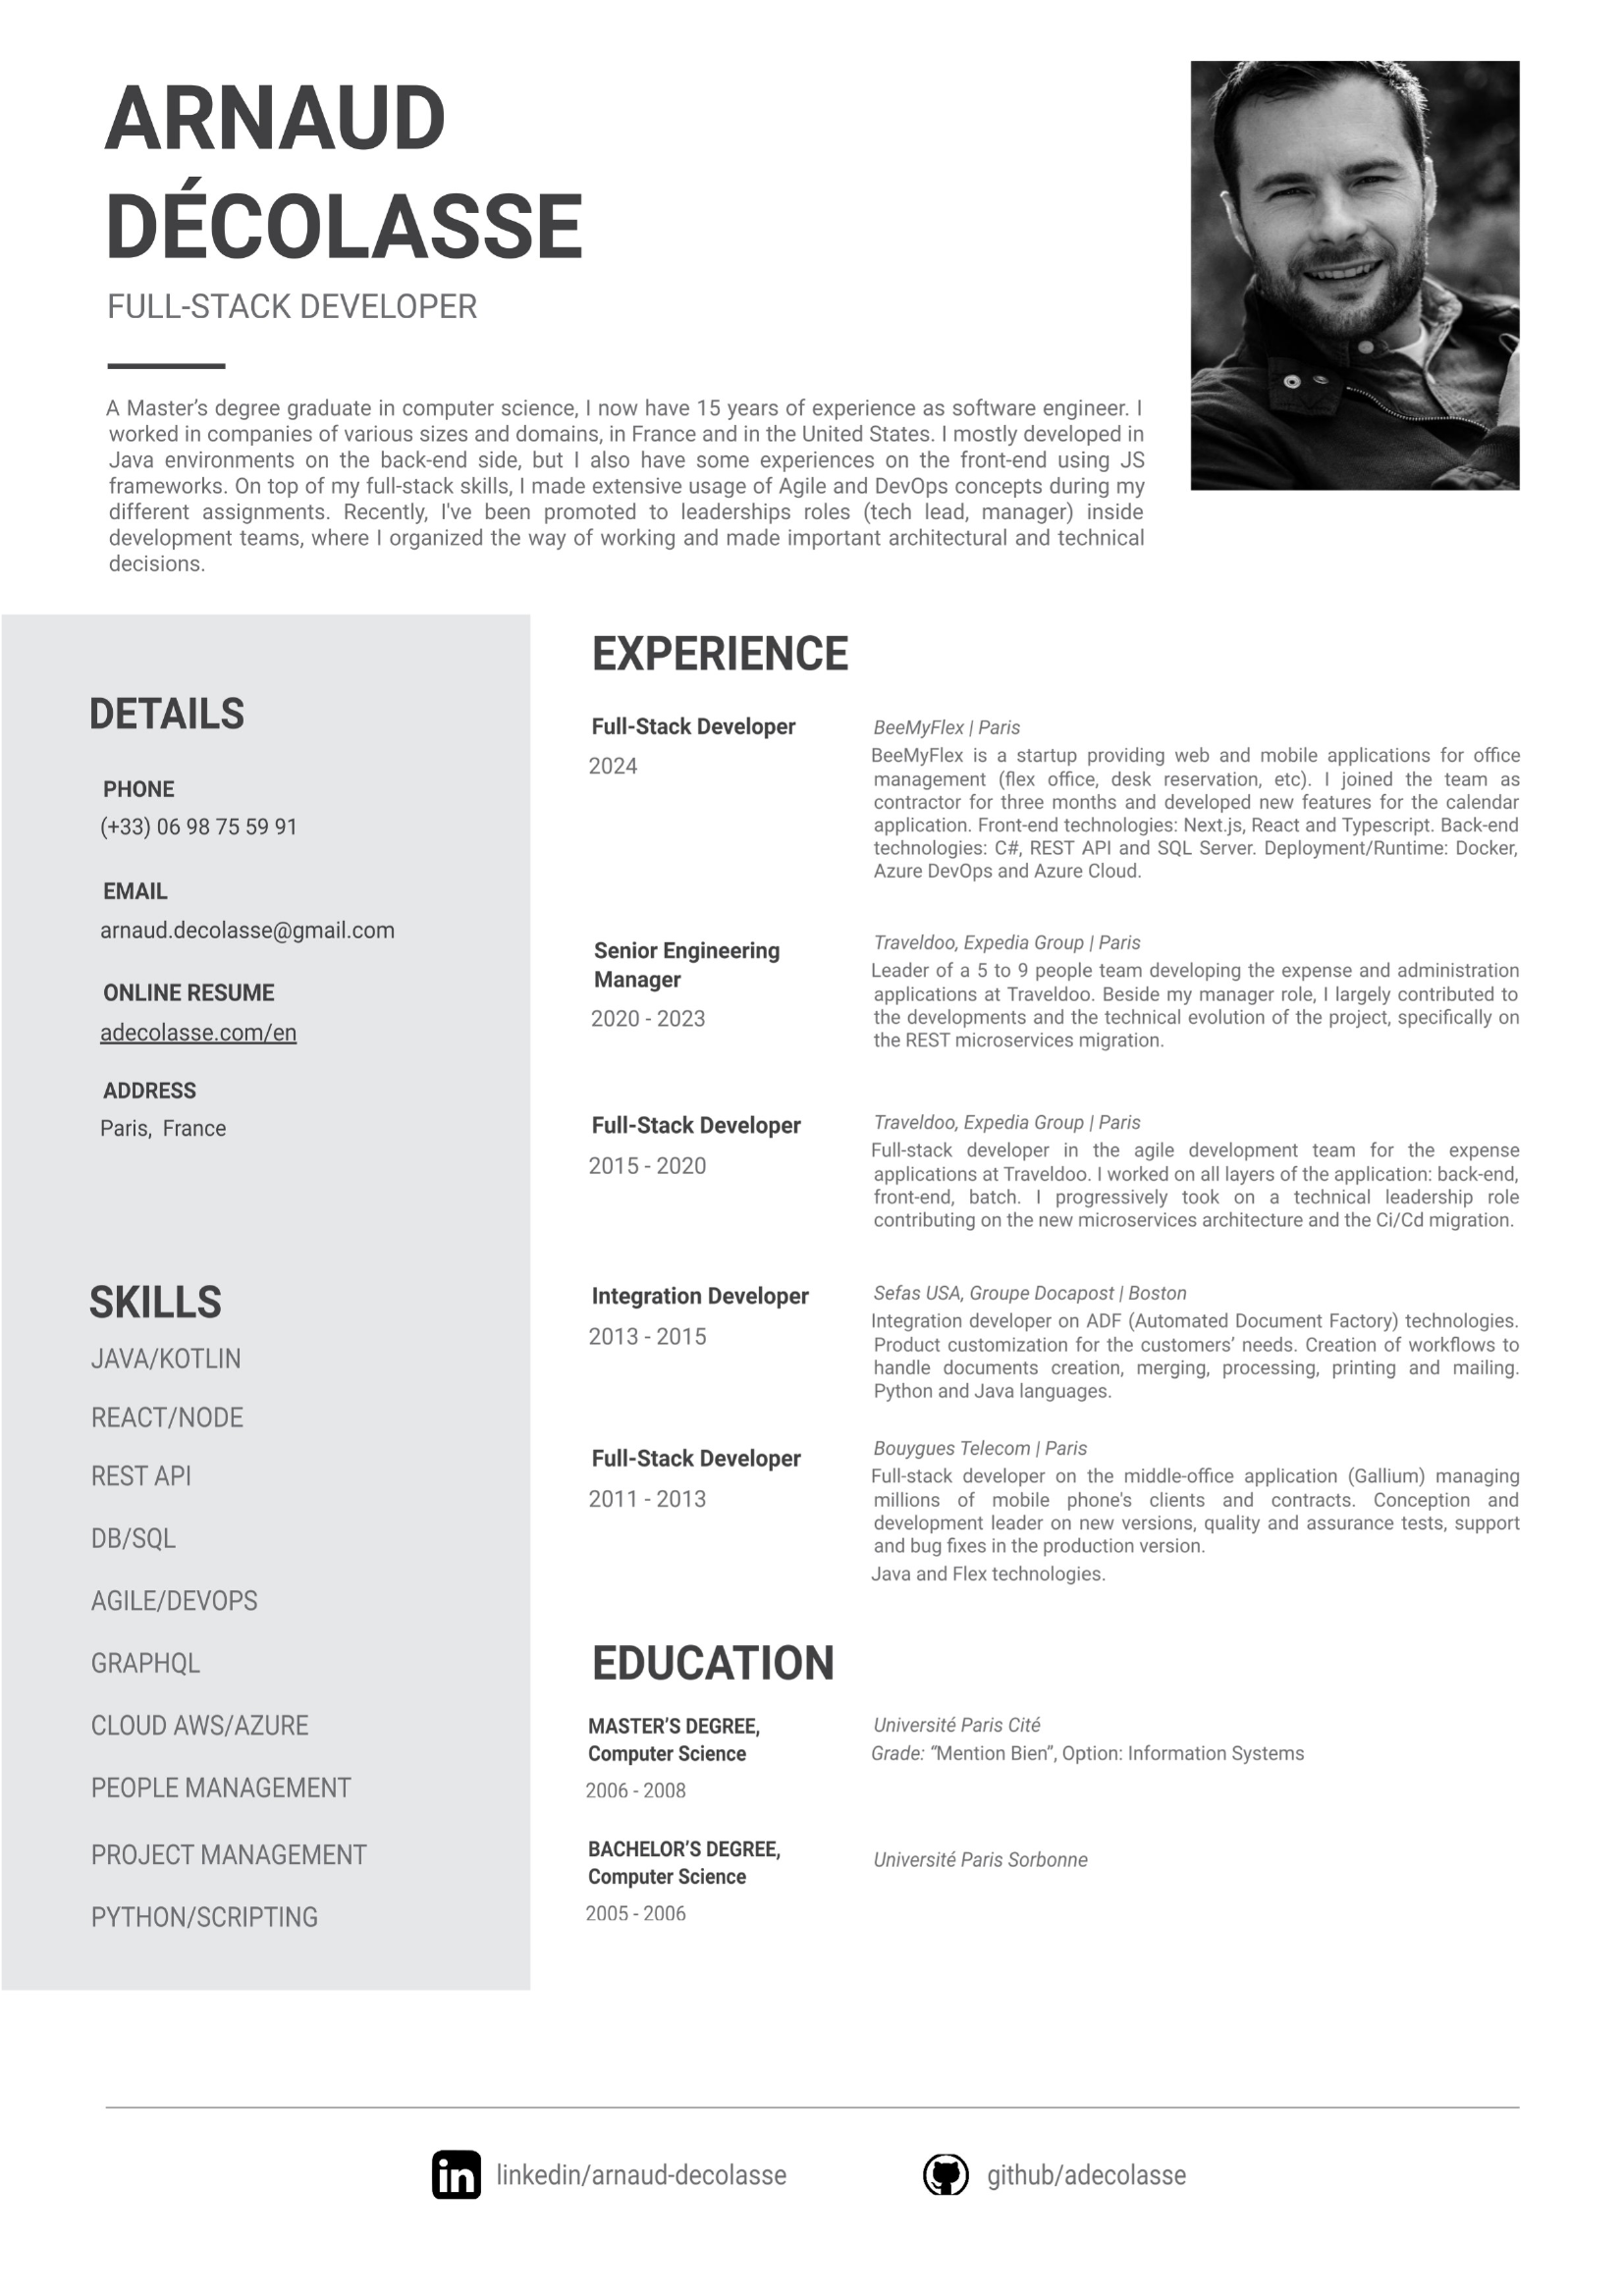 ARNAUD
DÉCOLASSE
FULL-STACK DEVELOPER
A Master’s degree graduate in computer science, I now have 15 years of experience as software engineer. I
worked in companies of various sizes and domains, in France and in the United States. I mostly developed in
Java environments on the back-end side, but I also have some experiences on the front-end using JS
frameworks. On top of my full-stack skills, I made extensive usage of Agile and DevOps concepts during my
different assignments. Recently, I've been promoted to leaderships roles (tech lead, manager) inside
development teams, where I organized the way of working and made important architectural and technical
decisions.
DETAILS
PHONE
(+33) 06 98 75 59 91
EMAIL
arnaud.decolasse@gmail.com
ONLINE RESUME
adecolasse.com/en
ADDRESS
Paris, France
SKILLS
JAVA/KOTLIN
REACT/NODE
REST API
DB/SQL
AGILE/DEVOPS
GRAPHQL
CLOUD AWS/AZURE
PEOPLE MANAGEMENT
PROJECT MANAGEMENT
PYTHON/SCRIPTING
EXPERIENCE
Full-Stack Developer
2024
BeeMyFlex | Paris
BeeMyFlex is a startup providing web and mobile applications for office
management (flex office, desk reservation, etc). I joined the team as
contractor for three months and developed new features for the calendar
application. Front-end technologies: Next.js, React and Typescript. Back-end
technologies: C#, REST API and SQL Server. Deployment/Runtime: Docker,
Azure DevOps and Azure Cloud.
Senior Engineering
Manager
2020 - 2023
Traveldoo, Expedia Group | Paris
Leader of a 5 to 9 people team developing the expense and administration
applications at Traveldoo. Beside my manager role, I largely contributed to
the developments and the technical evolution of the project, specifically on
the REST microservices migration.
Full-Stack Developer
2015 - 2020
Traveldoo, Expedia Group | Paris
Full-stack developer in the agile development team for the expense
applications at Traveldoo. I worked on all layers of the application: back-end,
front-end, batch. I progressively took on a technical leadership role
contributing on the new microservices architecture and the Ci/Cd migration.
Integration Developer
2013 - 2015
Sefas USA, Groupe Docapost | Boston
Integration developer on ADF (Automated Document Factory) technologies.
Product customization for the customers’ needs. Creation of workflows to
handle documents creation, merging, processing, printing and mailing.
Python and Java languages.
Full-Stack Developer
2011 - 2013
Bouygues Telecom | Paris
Full-stack developer on the middle-office application (Gallium) managing
millions of mobile phone's clients and contracts. Conception and
development leader on new versions, quality and assurance tests, support
and bug fixes in the production version.
Java and Flex technologies.
EDUCATION
MASTER’S DEGREE,
Computer Science
2006 - 2008
Université Paris Cité
Grade: “Mention Bien”, Option: Information Systems
BACHELOR’S DEGREE,
Computer Science
2005 - 2006
Université Paris Sorbonne
in linkedin/arnaud-decolasse
github/adecolasse